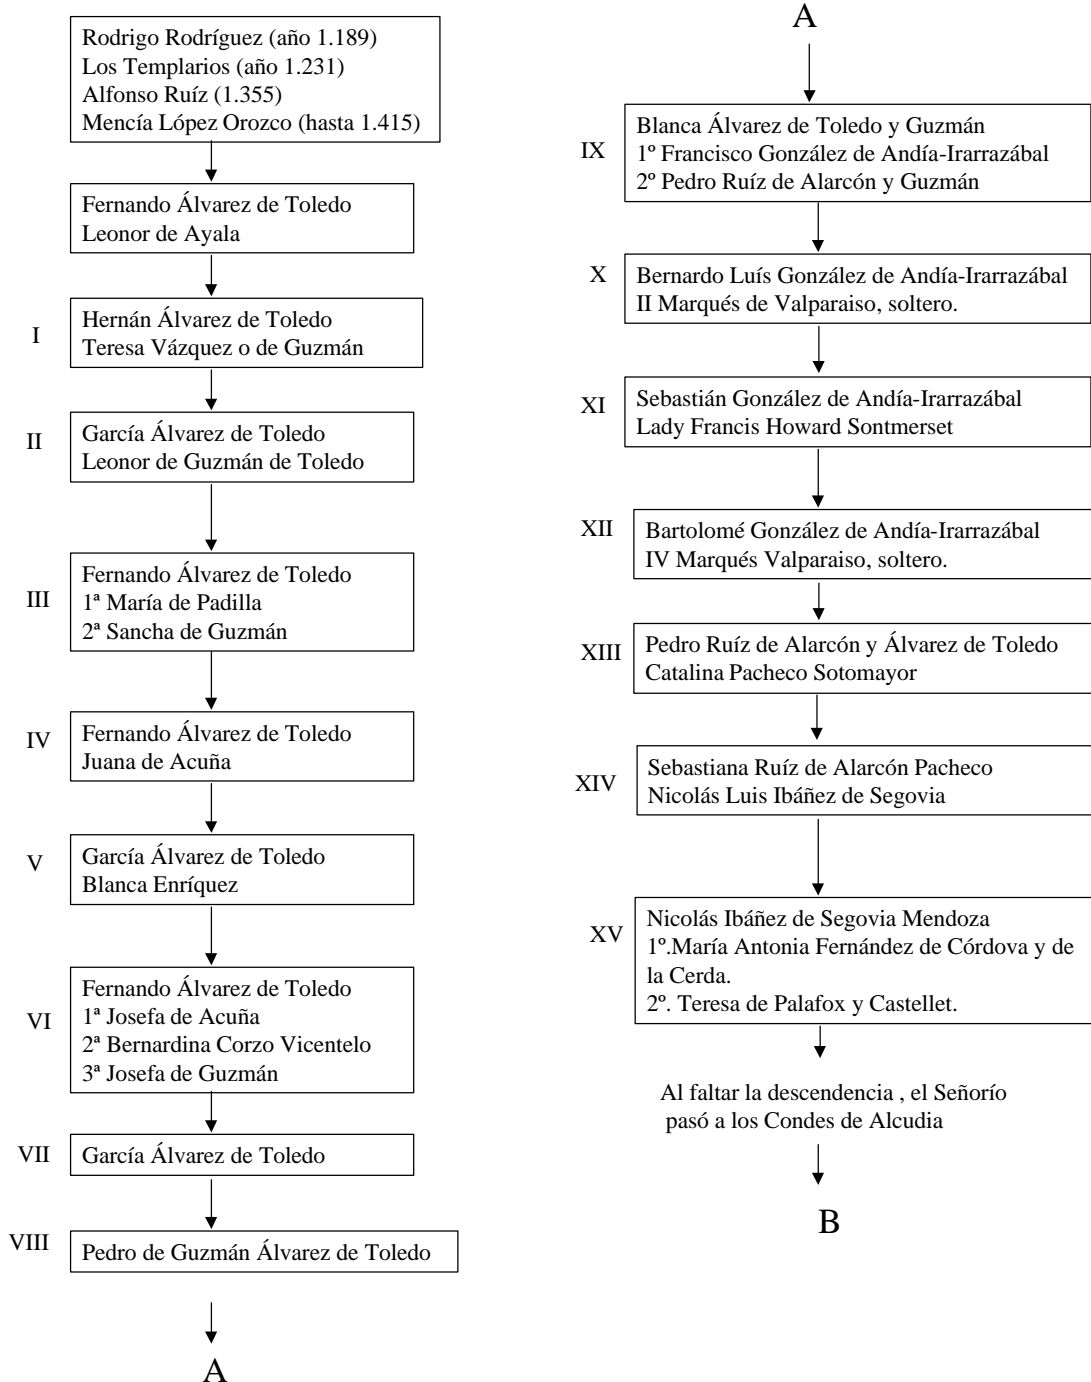 Rodrigo Rodríguez (año 1.189)
Los Templarios (año 1.231)
Alfonso Ruíz (1.355)
Mencía López Orozco (hasta 1.415)
Fernando Álvarez de Toledo
Leonor de Ayala
I
Hernán Álvarez de Toledo
Teresa Vázquez o de Guzmán
II
García Álvarez de Toledo
Leonor de Guzmán de Toledo
III
Fernando Álvarez de Toledo
1ª María de Padilla
2ª Sancha de Guzmán
IV
Fernando Álvarez de Toledo
Juana de Acuña
V
García Álvarez de Toledo
Blanca Enríquez
VI
Fernando Álvarez de Toledo
1ª Josefa de Acuña
2ª Bernardina Corzo Vicentelo
3ª Josefa de Guzmán
VII
García Álvarez de Toledo
VIII
Pedro de Guzmán Álvarez de Toledo
A
A
IX
Blanca Álvarez de Toledo y Guzmán
1º Francisco González de Andía-Irarrazábal
2º Pedro Ruíz de Alarcón y Guzmán
X
Bernardo Luís González de Andía-Irarrazábal
II Marqués de Valparaiso, soltero.
XI
Sebastián González de Andía-Irarrazábal
Lady Francis Howard Sontmerset
XII
Bartolomé González de Andía-Irarrazábal
IV Marqués Valparaiso, soltero.
XIII
Pedro Ruíz de Alarcón y Álvarez de Toledo
Catalina Pacheco Sotomayor
XIV
Sebastiana Ruíz de Alarcón Pacheco
Nicolás Luis Ibáñez de Segovia
XV
Nicolás Ibáñez de Segovia Mendoza
1º.María Antonia Fernández de Córdova y de
la Cerda.
2º. Teresa de Palafox y Castellet.
Al faltar la descendencia , el Señorío
pasó a los Condes de Alcudia
B